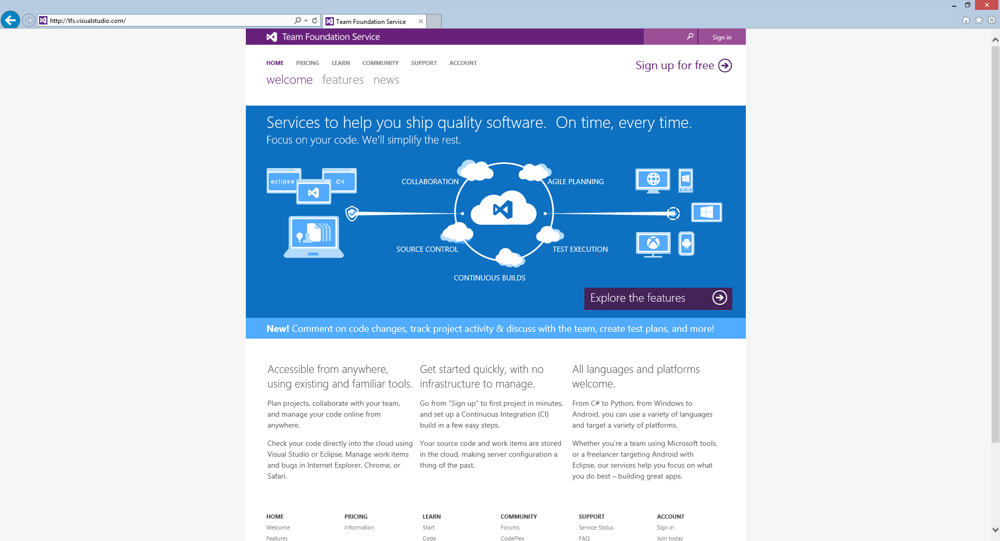 http://tfs.visualstudio.com/
Team Foundation Service
Team Foundation Service
Sign in
HOME PRICING LEARN COMMUNITY SUPPORT ACCOUNT
Sign up for free
welcome features news
Services to help you ship quality software.  On time, every time.
Focus on your code. We'll simplify the rest.
eclipse
C:\
COLLABORATION
AGILE PLANNING
SOURCE CONTROL
TEST EXECUTION
CONTINUOUS BUILDS
Explore the features
New! Comment on code changes, track project activity & discuss with the team, create test plans, and more!
Accessible from anywhere,
using existing and familiar tools.
Plan projects, collaborate with your team,
and manage your code online from
anywhere.
Check your code directly into the cloud using
Visual Studio or Eclipse. Manage work items
and bugs in Internet Explorer, Chrome, or
Safari.
Get started quickly, with no
infrastructure to manage.
Go from “Sign up” to first project in minutes,
and set up a Continuous Integration (CI)
build in a few easy steps.
Your source code and work items are stored
in the cloud, making server configuration a
thing of the past.
All languages and platforms
welcome.
From C# to Python, from Windows to
Android, you can use a variety of languages
and target a variety of platforms.
Whether you’re a team using Microsoft tools,
or a freelancer targeting Android with
Eclipse, our services help you focus on what
you do best – building great apps.
HOME PRICING LEARN COMMUNITY SUPPORT ACCOUNT
Welcome Information Start Forums Service Status Sign in
Features Code CodePlex FAQ Join today